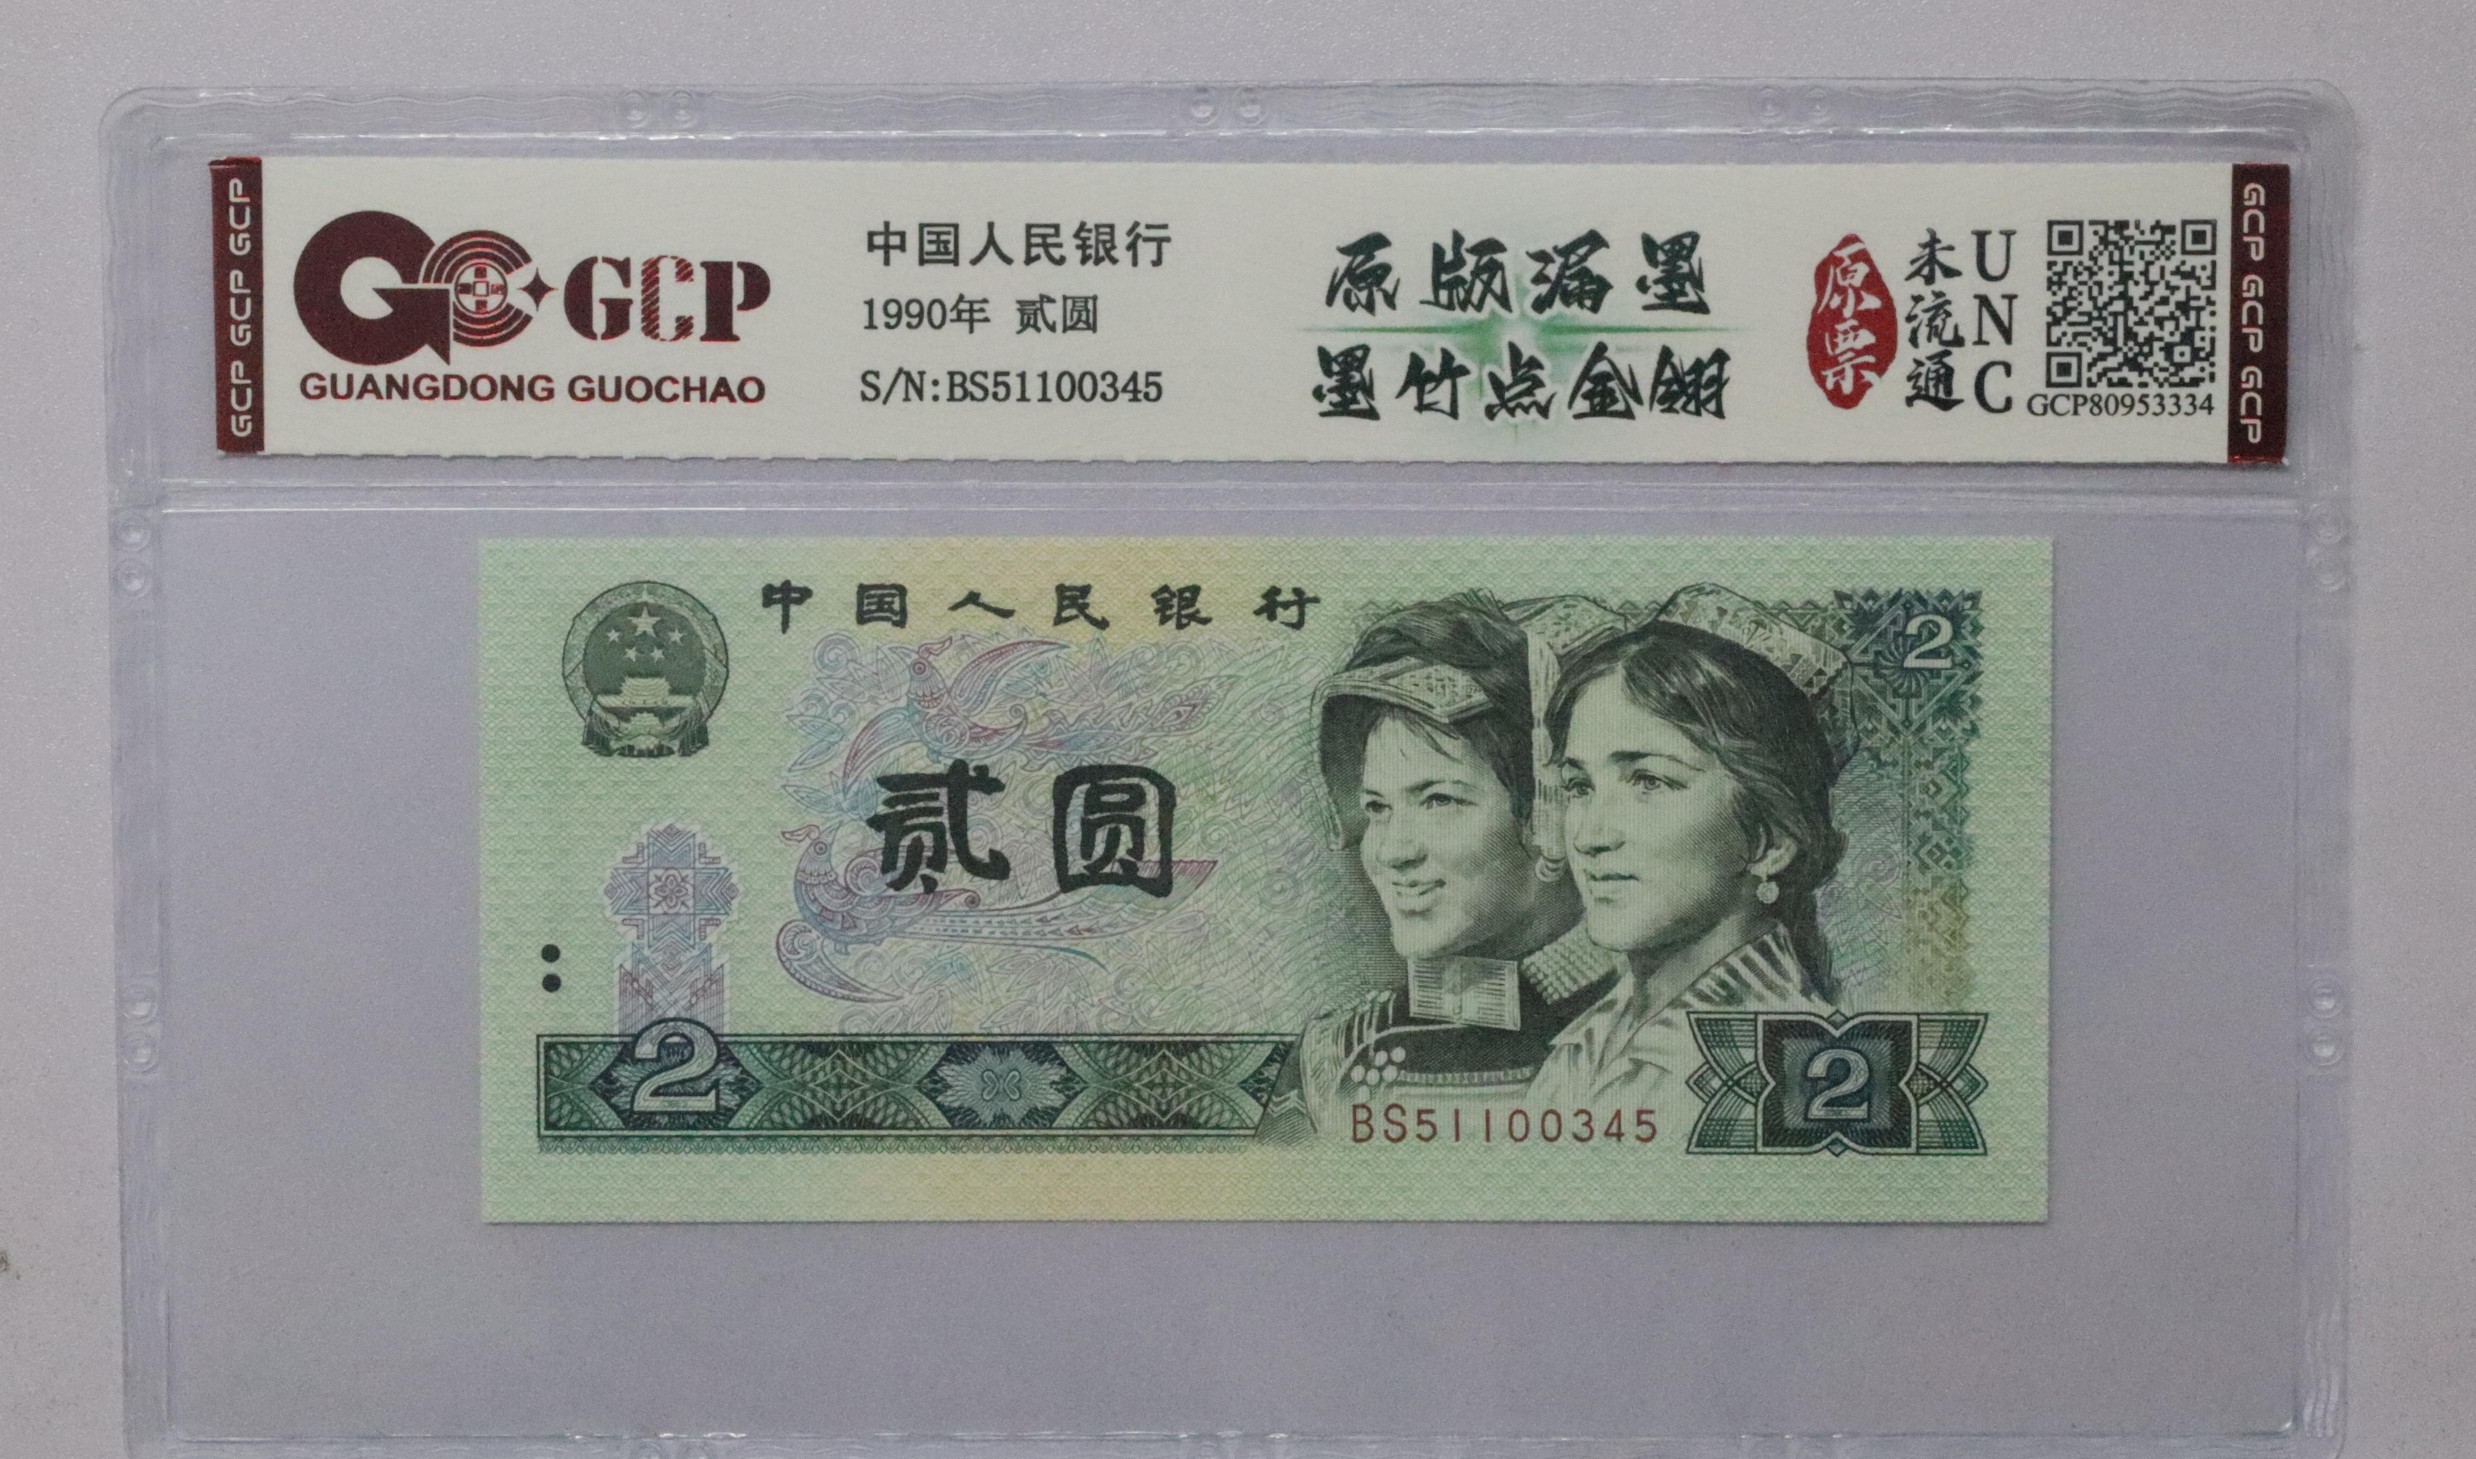 GCP GCP GCP
GCP
GUANGDONG GUOCHAO
中国人民银行
1990年 贰圆
S/N:BS51100345
原版漏墨
墨竹点金翎
原票
未流通
UNC
GCP80953334
GCP GCP GCP
中国人民银行
2
贰圆
2
BS51100345
2